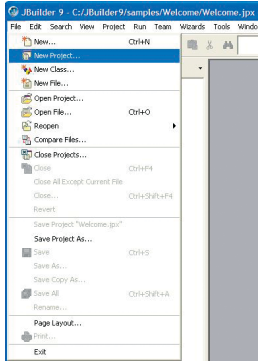 JBuilder 9 - C:/JBuilder9/samples/Welcome/Welcome.jpx
File Edit Search View Project Run Team Wizards Tools Window
New... Ctrl+N
New Project...
New Class...
New File...
Open Project...
Open File... Ctrl+O
Reopen
Compare Files...
Close Projects...
Close Ctrl+F4
Close All Except Current File
Close... Ctrl+Shift+F4
Revert
Save Project "Welcome.jpx"
Save Project As...
Save Ctrl+S
Save As...
Save Copy As...
Save All Ctrl+Shift+A
Rename...
Page Layout...
Print...
Exit